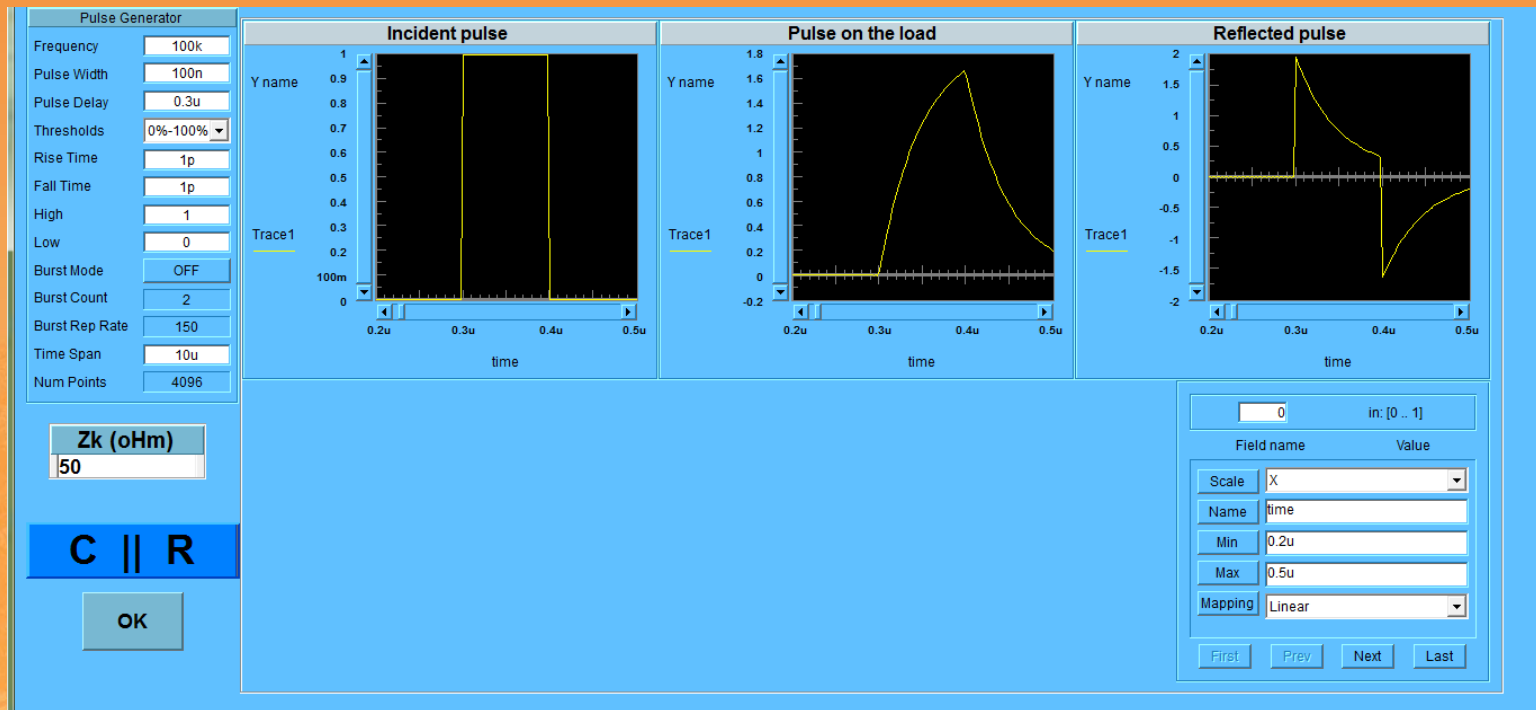 Pulse Generator
Frequency 100k
Pulse Width 100n
Pulse Delay 0.3u
Thresholds 0%-100%
Rise Time 1p
Fall Time 1p
High 1
Low 0
Burst Mode OFF
Burst Count 2
Burst Rep Rate 150
Time Span 10u
Num Points 4096
Zk (oHm)
50
C || R
OK
Incident pulse
Y name
Trace1
1
0.9
0.8
0.7
0.6
0.5
0.4
0.3
0.2
100m
0
0.2u 0.3u 0.4u 0.5u
time
Pulse on the load
Y name
Trace1
1.8
1.6
1.4
1.2
1
0.8
0.6
0.4
0.2
0
-0.2
0.2u 0.3u 0.4u 0.5u
time
Reflected pulse
Y name
Trace1
2
1.5
1
0.5
0
-0.5
-1
-1.5
-2
0.2u 0.3u 0.4u 0.5u
time
0 in: [0 .. 1]
Field name Value
Scale X
Name time
Min 0.2u
Max 0.5u
Mapping Linear
First Prev Next Last